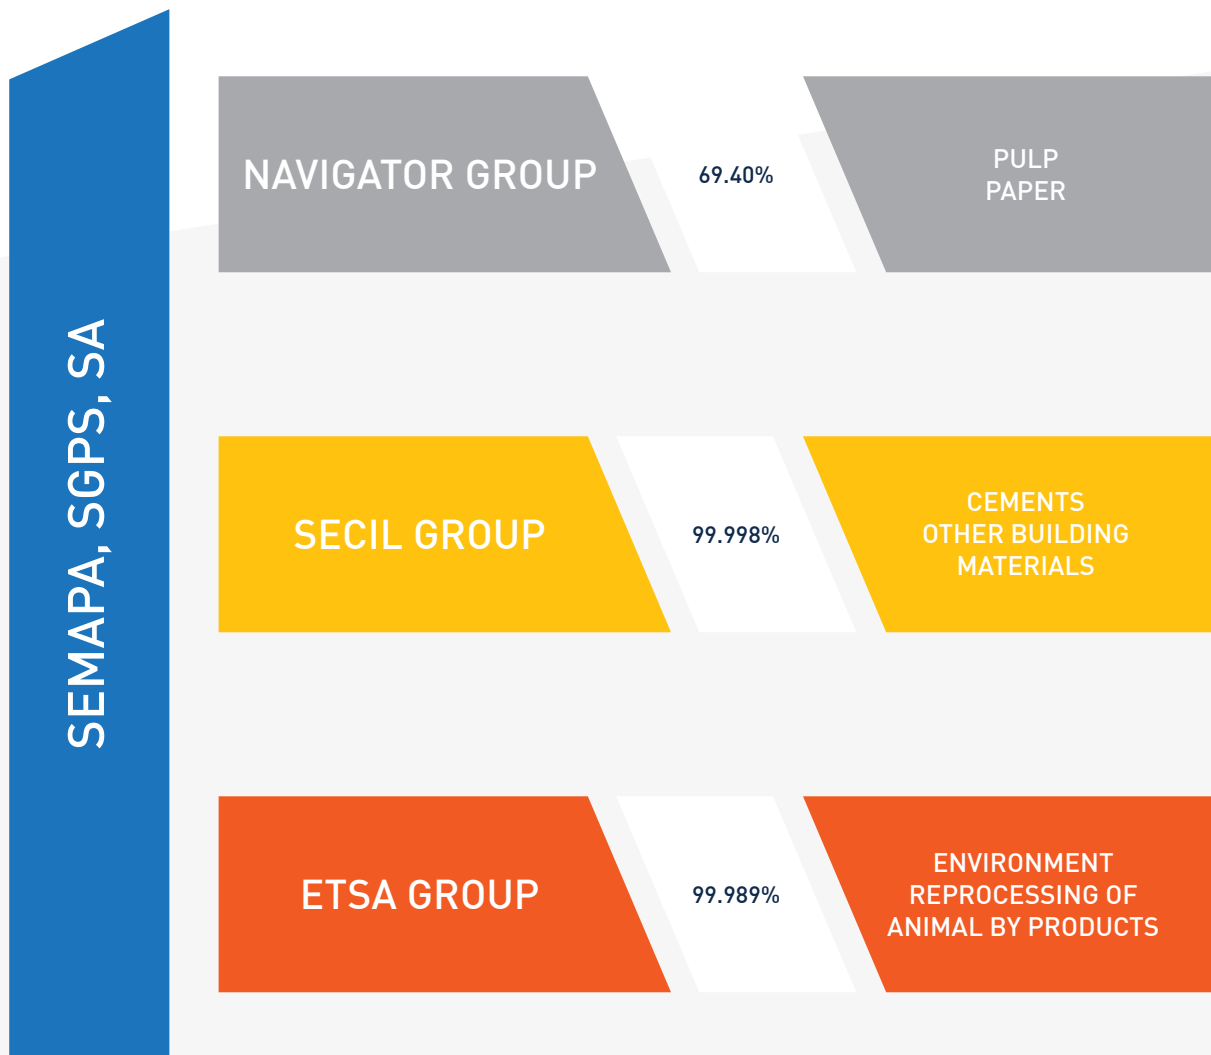 SEMAPA, SGPS, SA
NAVIGATOR GROUP
69.40%
PULP
PAPER
SECIL GROUP
99.998%
CEMENTS
OTHER BUILDING
MATERIALS
ETSA GROUP
99.989%
ENVIRONMENT
REPROCESSING OF
ANIMAL BY PRODUCTS